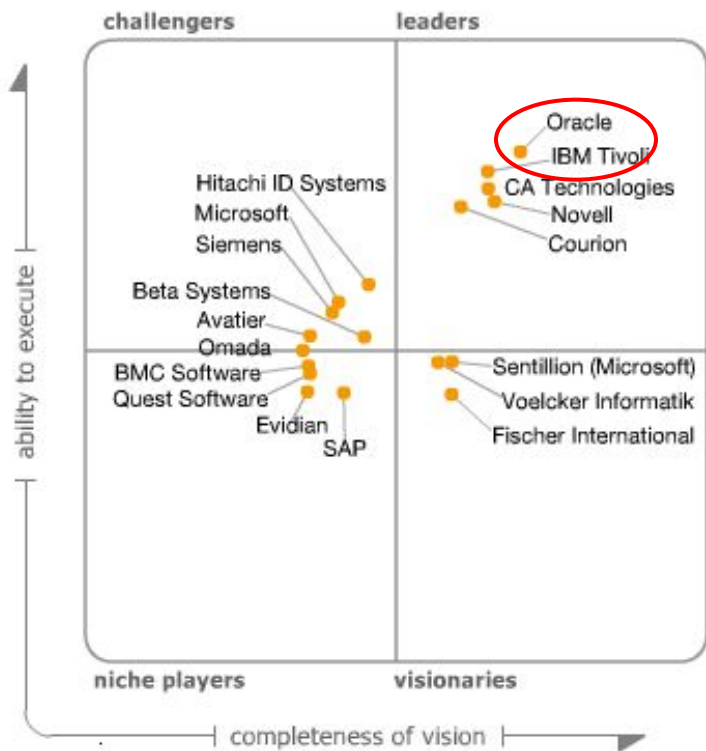 challengers
leaders
Oracle
IBM Tivoli
Hitachi ID Systems
CA Technologies
Microsoft
Novell
Siemens
Courion
Beta Systems
Avatier
Omada
BMC Software
Sentillion (Microsoft)
Quest Software
Voelcker Informatik
Evidian
Fischer International
SAP
ability to execute
niche players
visionaries
completeness of vision